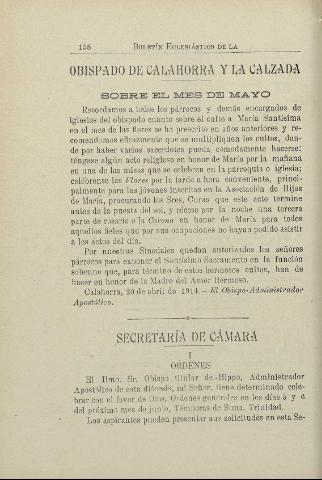 158 BOLETÍN ECLESIÁSTICO DE LA
OBISPADO DE CALAHORRA Y LA CALZADA
SOBRE EL MES DE MAYO
Recordamos a todos los párrocos y demás encargados de
iglesias del obispado cuanto sobre el culto a María Santísima
en el mes de las flores se ha prescrito en años anteriores y re-
comendamos eficazmente que se multipliquen los cultos, don-
de por haber varios sacerdotes pueda cómodamente hacerse:
téngase algún acto religioso en honor de María por la mañana
en una de las misas que se celebren en la parroquia o iglesia;
celébrense las Flores por la tarde a hora conveniente, princi-
palmente para las jóvenes inscritas en la Asociación de Hijas
de María, procurando los Sres. Curas que este acto termine
antes de la puesta del sol, y récese por la noche una tercera
parte de rosario o la Corona en honor de María para todos
aquellos fieles que por sus ocupaciones no hayan podido asistir
a los actos del día.
Por nuestras Sinodales quedan autorizados los señores
párrocos para exponer el Santísimo Sacramento en la función
solemne que, para término de estos hermosos cultos, han de
hacer en honor de la Madre del Amor Hermoso.
Calahorra, 20 de abril de 1914.—El Obispo-Administrador
Apostólico.
SECRETARÍA DE CÁMARA
I
ORDENES
El Ilmo. Sr. Obispo titular de Hippo, Administrador
Apostólico de esta diócesis, mi Señor, tiene determinado cele-
brar con el favor de Dios, Ordenes generales en los días 5 y 6
del próximo mes de junio, Témporas de Sma. Trinidad.
Los aspirantes pueden presentar sus solicitudes en esta Se-